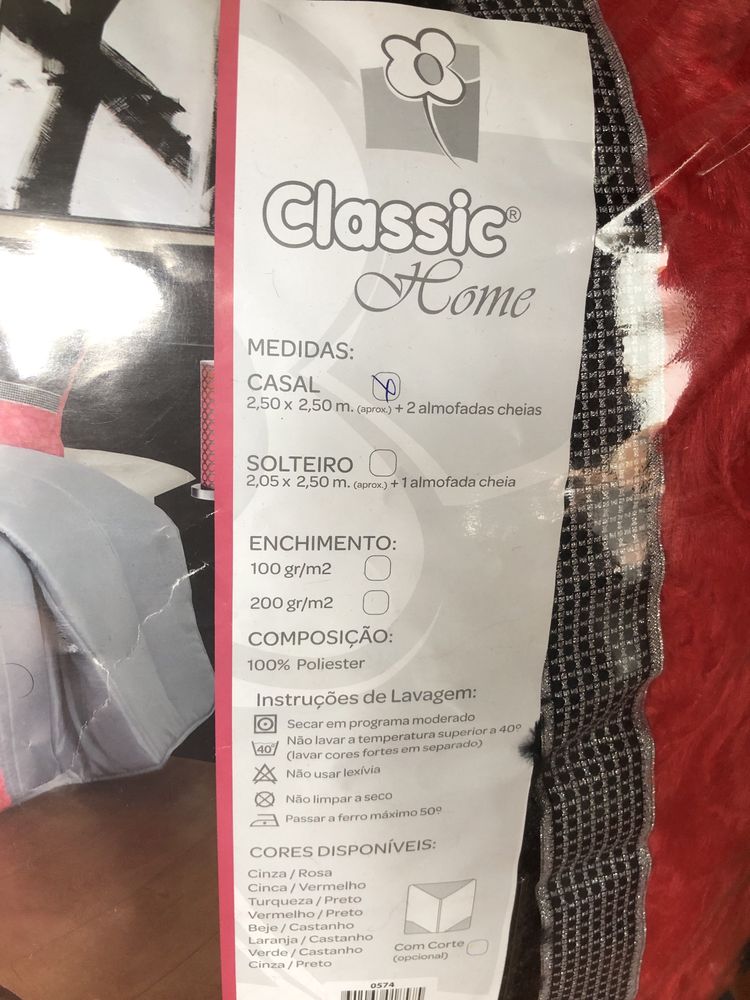 Classic®
Home
MEDIDAS:
CASAL
2,50 x 2,50 m. (aprox.) + 2 almofadas cheias
SOLTEIRO
2,05 x 2,50 m. (aprox.) + 1 almofada cheia
ENCHIMENTO:
100 gr/m2
200 gr/m2
COMPOSIÇÃO:
100% Poliester
Instruções de Lavagem:
Secar em programa moderado
40º Não lavar a temperatura superior a 40º
(lavar cores fortes em separado)
Não usar lexívia
Não limpar a seco
Passar a ferro máximo 50º
CORES DISPONÍVEIS:
Cinza / Rosa
Cinca / Vermelho
Turqueza / Preto
Vermelho / Preto
Beje / Castanho
Laranja / Castanho
Verde / Castanho
Cinza / Preto
Com Corte
(opcional)
0574